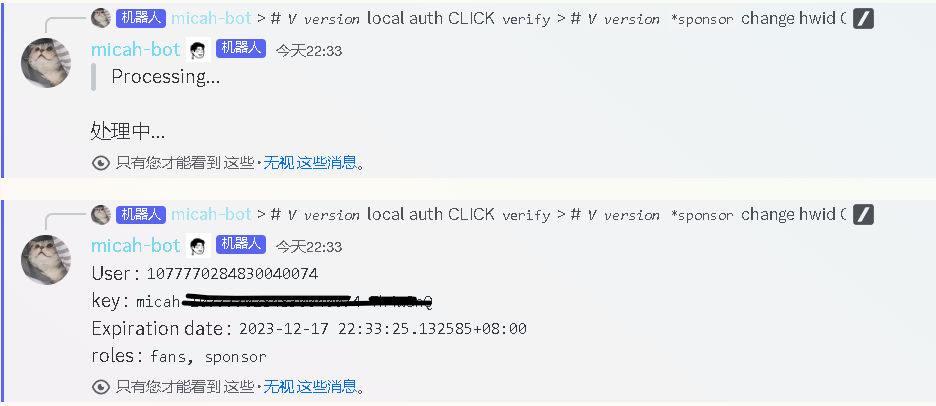 机器人 micah-bot > # V version local auth CLICK verify > # V version *sponsor change hwid (
micah-bot 机器人 今天22:33
Processing...
处理中...
只有您才能看到这些·无视这些消息。
机器人 micah-bot > # V version local auth CLICK verify > # V version *sponsor change hwid (
micah-bot 机器人 今天22:33
User : 1077770284830040074
key : micah-
Expiration date : 2023-12-17 22:33:25.132585+08:00
roles : fans, sponsor
只有您才能看到这些·无视这些消息。